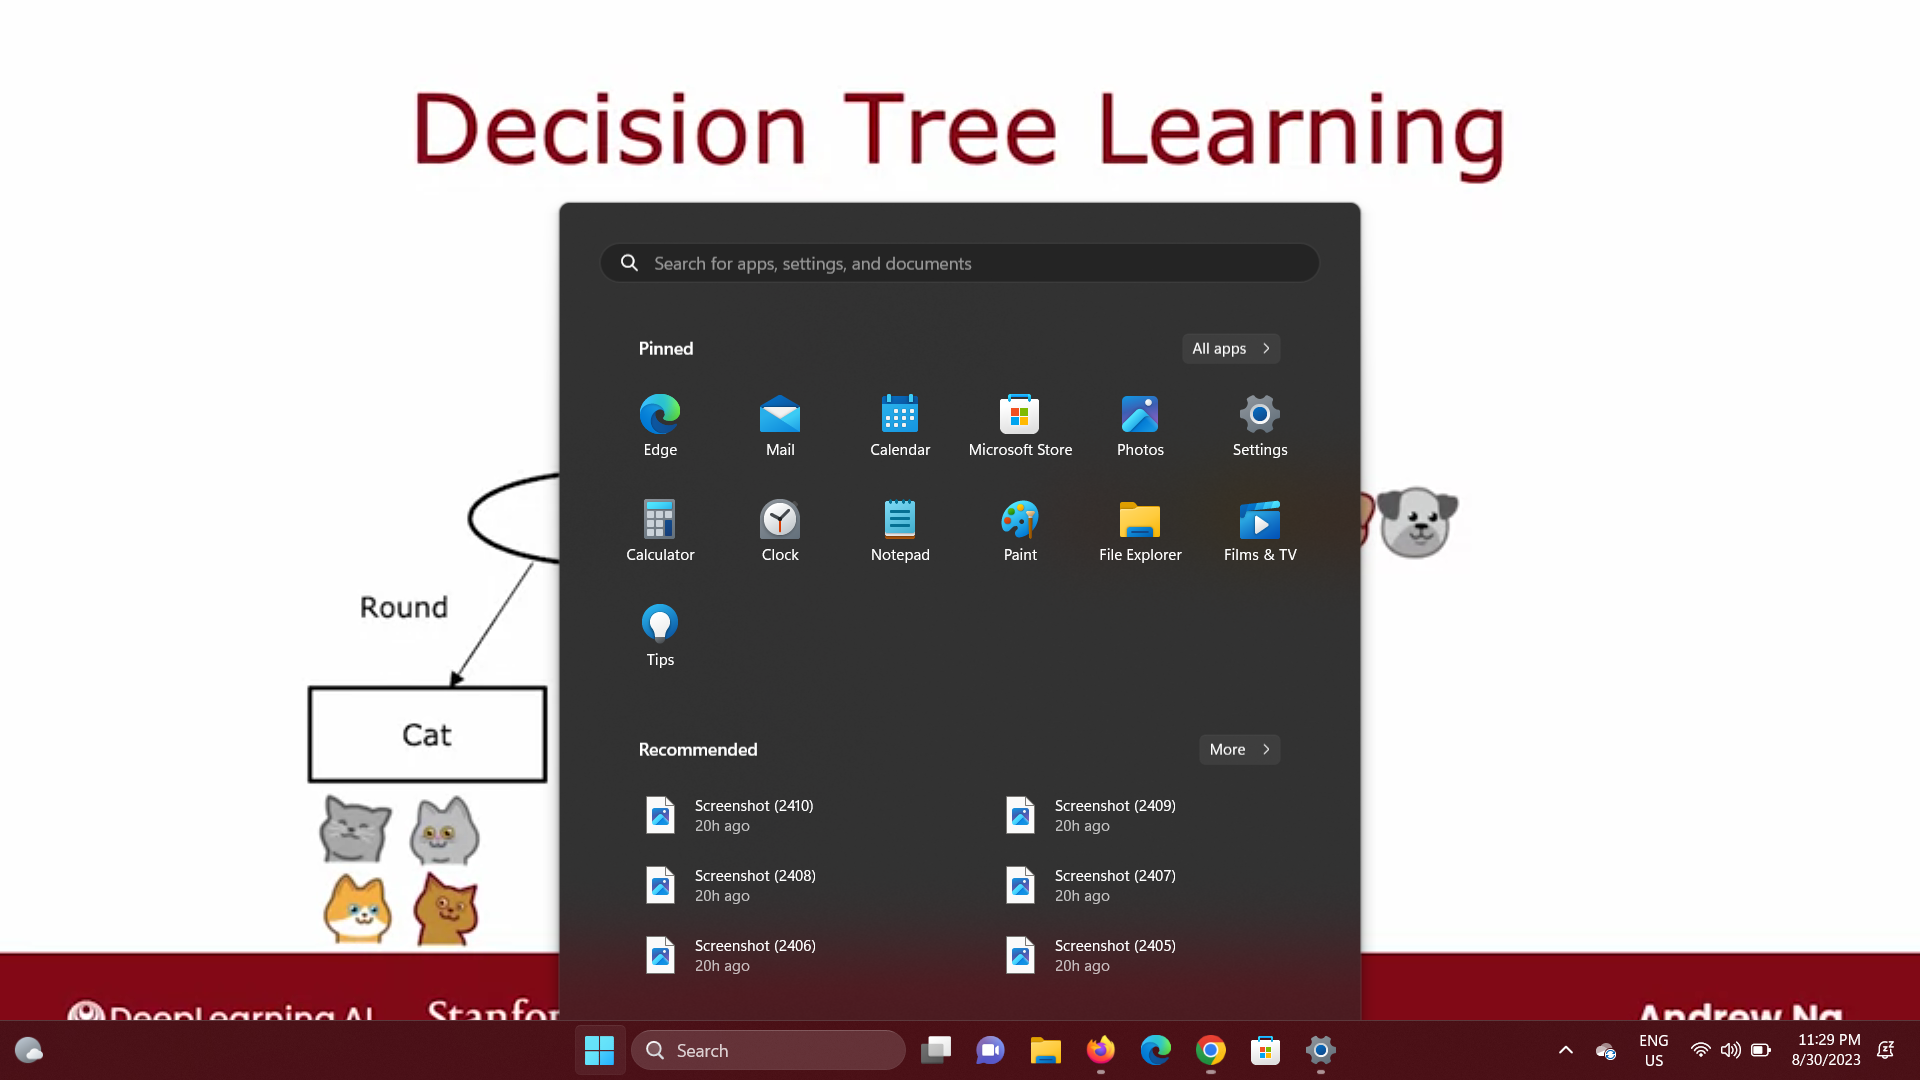 Decision Tree Learning
Search for apps, settings, and documents
Pinned
All apps
Edge
Mail
Calendar
Microsoft Store
Photos
Settings
Calculator
Clock
Notepad
Paint
File Explorer
Films & TV
Round
Tips
Cat
Recommended
More
Screenshot (2410)
20h ago
Screenshot (2409)
20h ago
Screenshot (2408)
20h ago
Screenshot (2407)
20h ago
Screenshot (2406)
20h ago
Screenshot (2405)
20h ago
DeepLearning.AI
Stanfor
Andrew Ng
Search
ENG
US
11:29 PM
8/30/2023